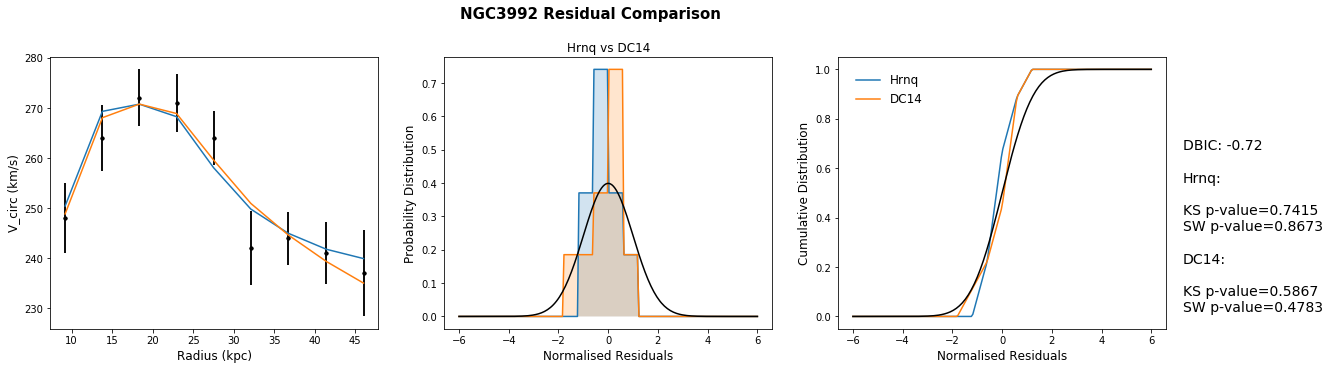 NGC3992 Residual Comparison
280
270
260
250
240
230
V_circ (km/s)
10 15 20 25 30 35 40 45
Radius (kpc)
Hrnq vs DC14
0.7
0.6
0.5
0.4
0.3
0.2
0.1
0.0
Probability Distribution
−6 −4 −2 0 2 4 6
Normalised Residuals
1.0
0.8
0.6
0.4
0.2
0.0
Cumulative Distribution
Hrnq
DC14
−6 −4 −2 0 2 4 6
Normalised Residuals
DBIC: -0.72
Hrnq:
KS p-value=0.7415
SW p-value=0.8673
DC14:
KS p-value=0.5867
SW p-value=0.4783